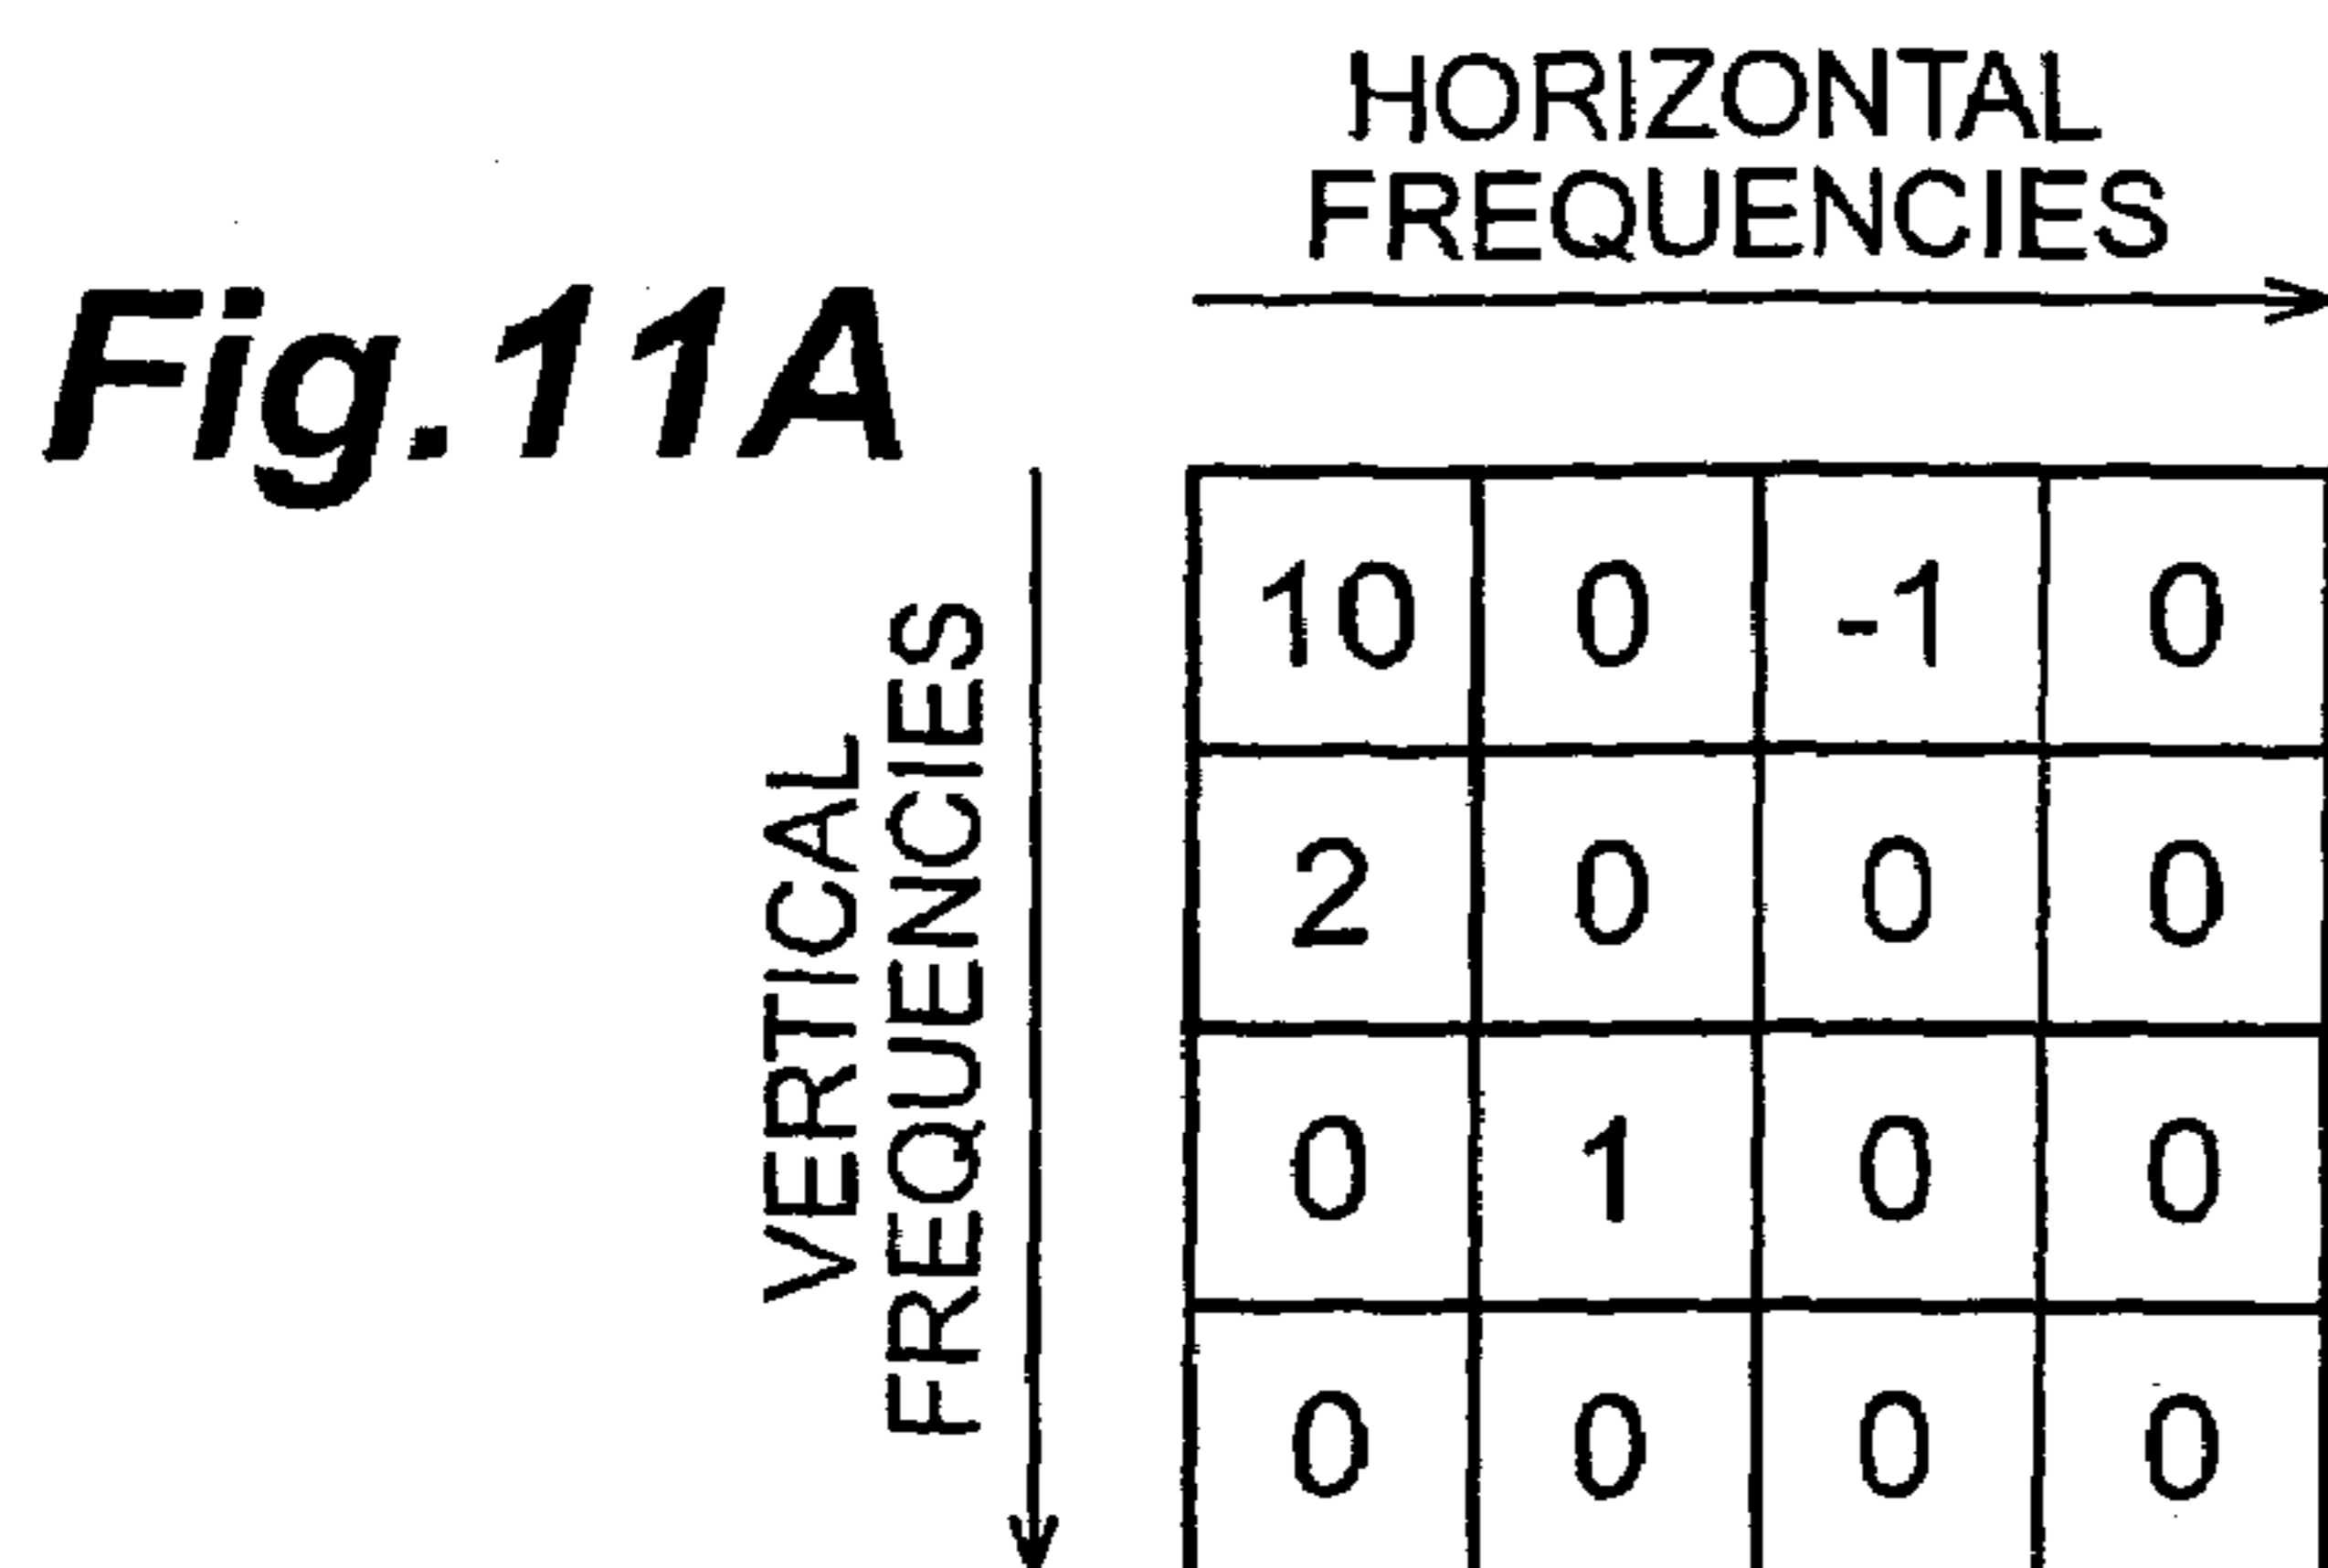 HORIZONTAL
FREQUENCIES
Fig.11A
VERTICAL
FREQUENCIES
10 0 -1 0
2 0 0 0
0 1 0 0
0 0 0 0